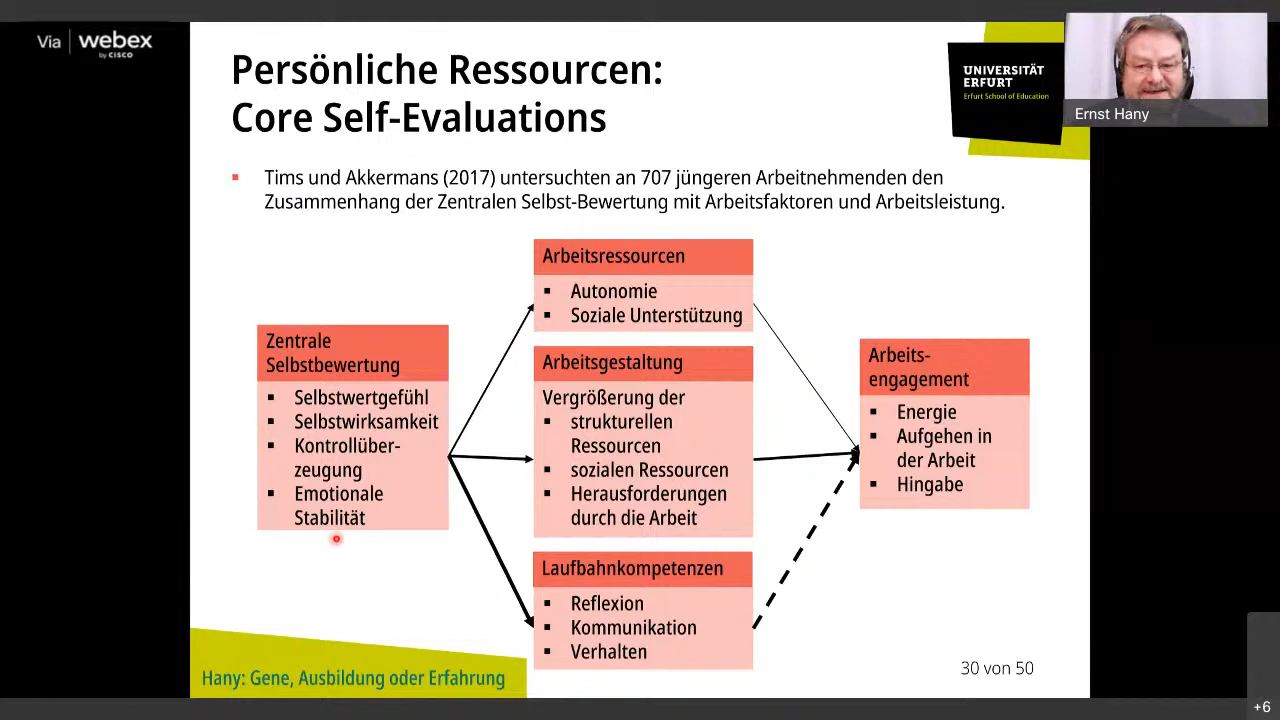 Via webex
by CISCO
Persönliche Ressourcen:
Core Self-Evaluations
UNIVERSITÄT
ERFURT
Erfurt School of Education
Ernst Hany
Tims und Akkermans (2017) untersuchten an 707 jüngeren Arbeitnehmenden den
Zusammenhang der Zentralen Selbst-Bewertung mit Arbeitsfaktoren und Arbeitsleistung.
Zentrale
Selbstbewertung
Selbstwertgefühl
Selbstwirksamkeit
Kontrollüber-
zeugung
Emotionale
Stabilität
Arbeitsressourcen
Autonomie
Soziale Unterstützung
Arbeitsgestaltung
Vergrößerung der
strukturellen
Ressourcen
sozialen Ressourcen
Herausforderungen
durch die Arbeit
Laufbahnkompetenzen
Reflexion
Kommunikation
Verhalten
Arbeits-
engagement
Energie
Aufgehen in
der Arbeit
Hingabe
Hany: Gene, Ausbildung oder Erfahrung
30 von 50
+6